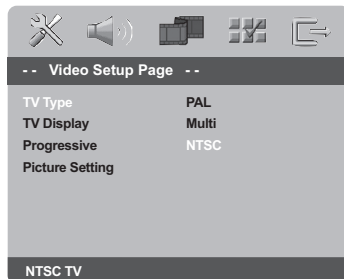 -- Video Setup Page --
TV Type PAL
TV Display Multi
Progressive NTSC
Picture Setting
NTSC TV